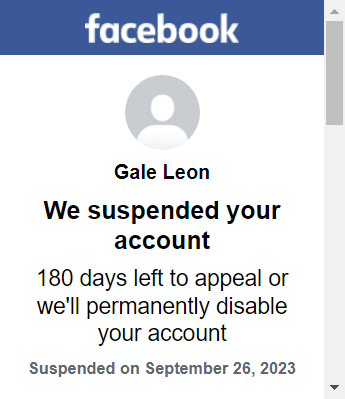 facebook
Gale Leon
We suspended your
account
180 days left to appeal or
we'll permanently disable
your account
Suspended on September 26, 2023